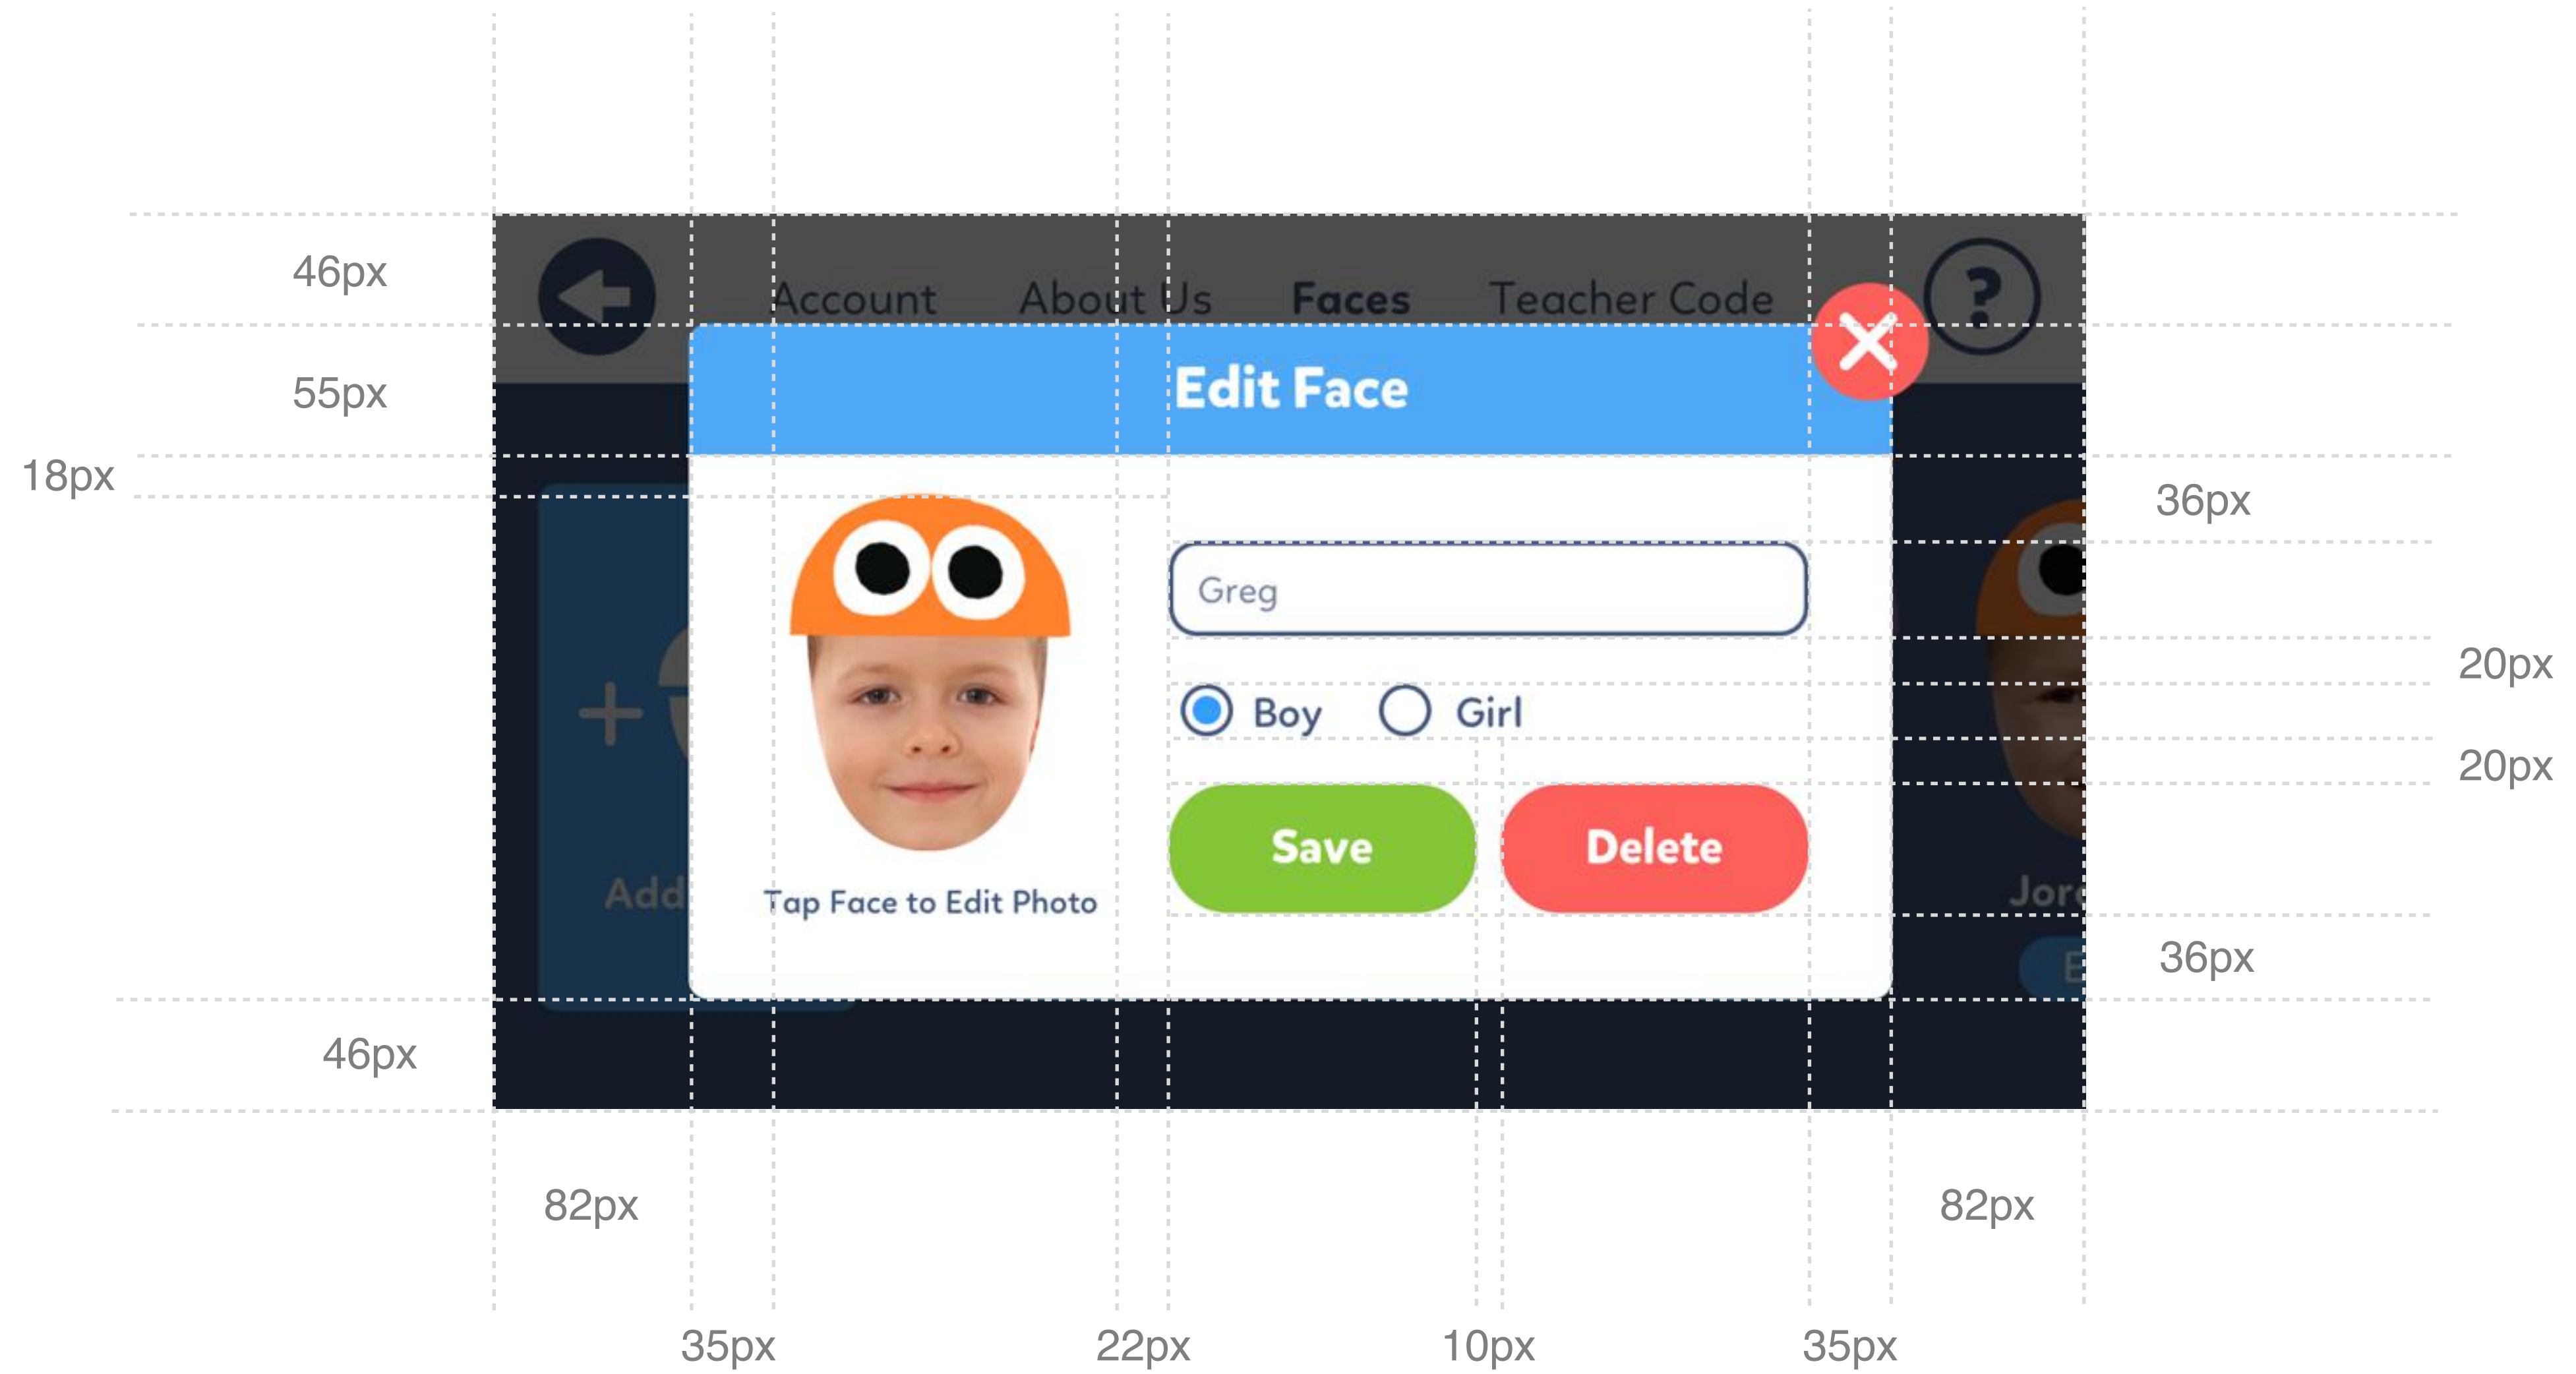 46px
Account About Us Faces Teacher Code
?
55px
Edit Face
18px
36px
Greg
20px
Boy Girl
20px
Save Delete
Add
Tap Face to Edit Photo
36px
46px
82px
82px
35px
22px
10px
35px